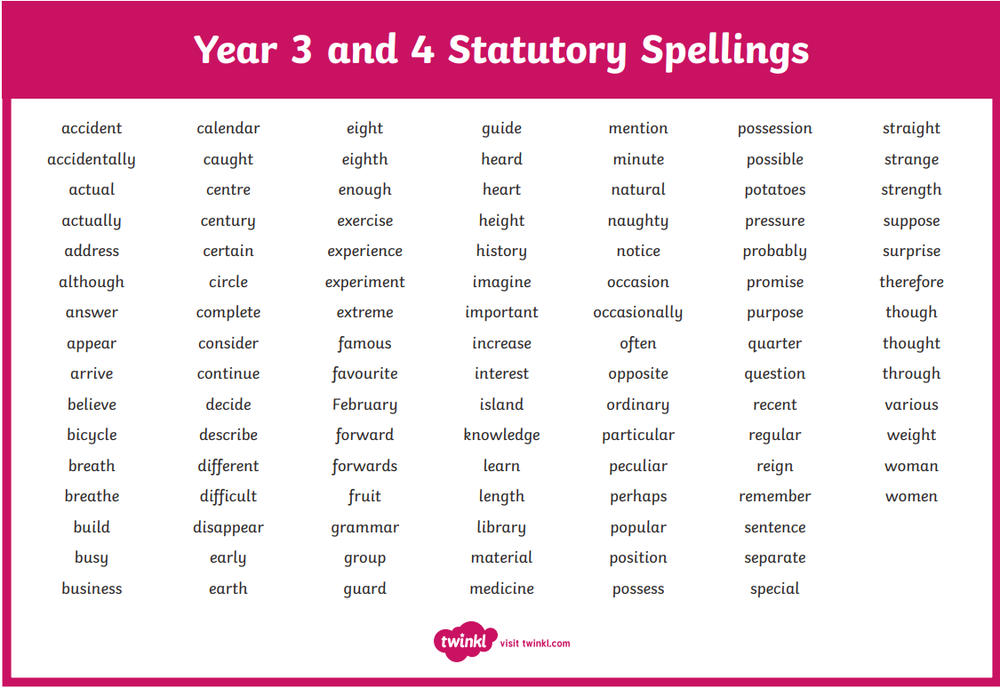 Year 3 and 4 Statutory Spellings
accident calendar eight guide mention possession straight
accidentally caught eighth heard minute possible strange
actual centre enough heart natural potatoes strength
actually century exercise height naughty pressure suppose
address certain experience history notice probably surprise
although circle experiment imagine occasion promise therefore
answer complete extreme important occasionally purpose though
appear consider famous increase often quarter thought
arrive continue favourite interest opposite question through
believe decide February island ordinary recent various
bicycle describe forward knowledge particular regular weight
breath different forwards learn peculiar reign woman
breathe difficult fruit length perhaps remember women
build disappear grammar library popular sentence
busy early group material position separate
business earth guard medicine possess special
twinkl visit twinkl.com